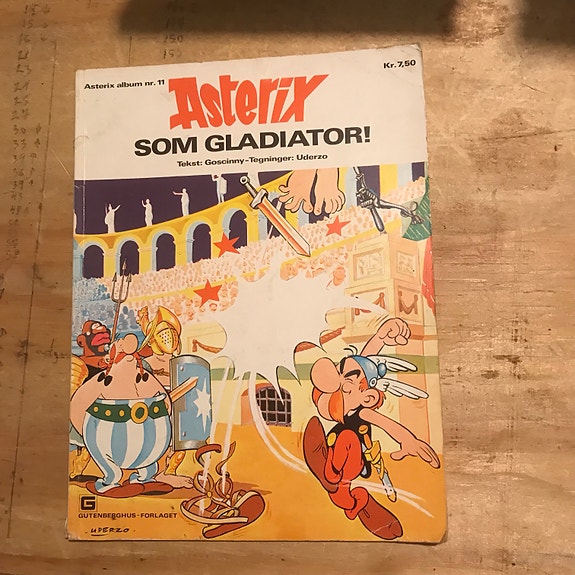 Asterix album nr. 11
Kr. 7,50
Asterix
SOM GLADIATOR!
Tekst: Goscinny-Tegninger: Uderzo
G
GUTENBERGHUS-FORLAGET
UDERZO